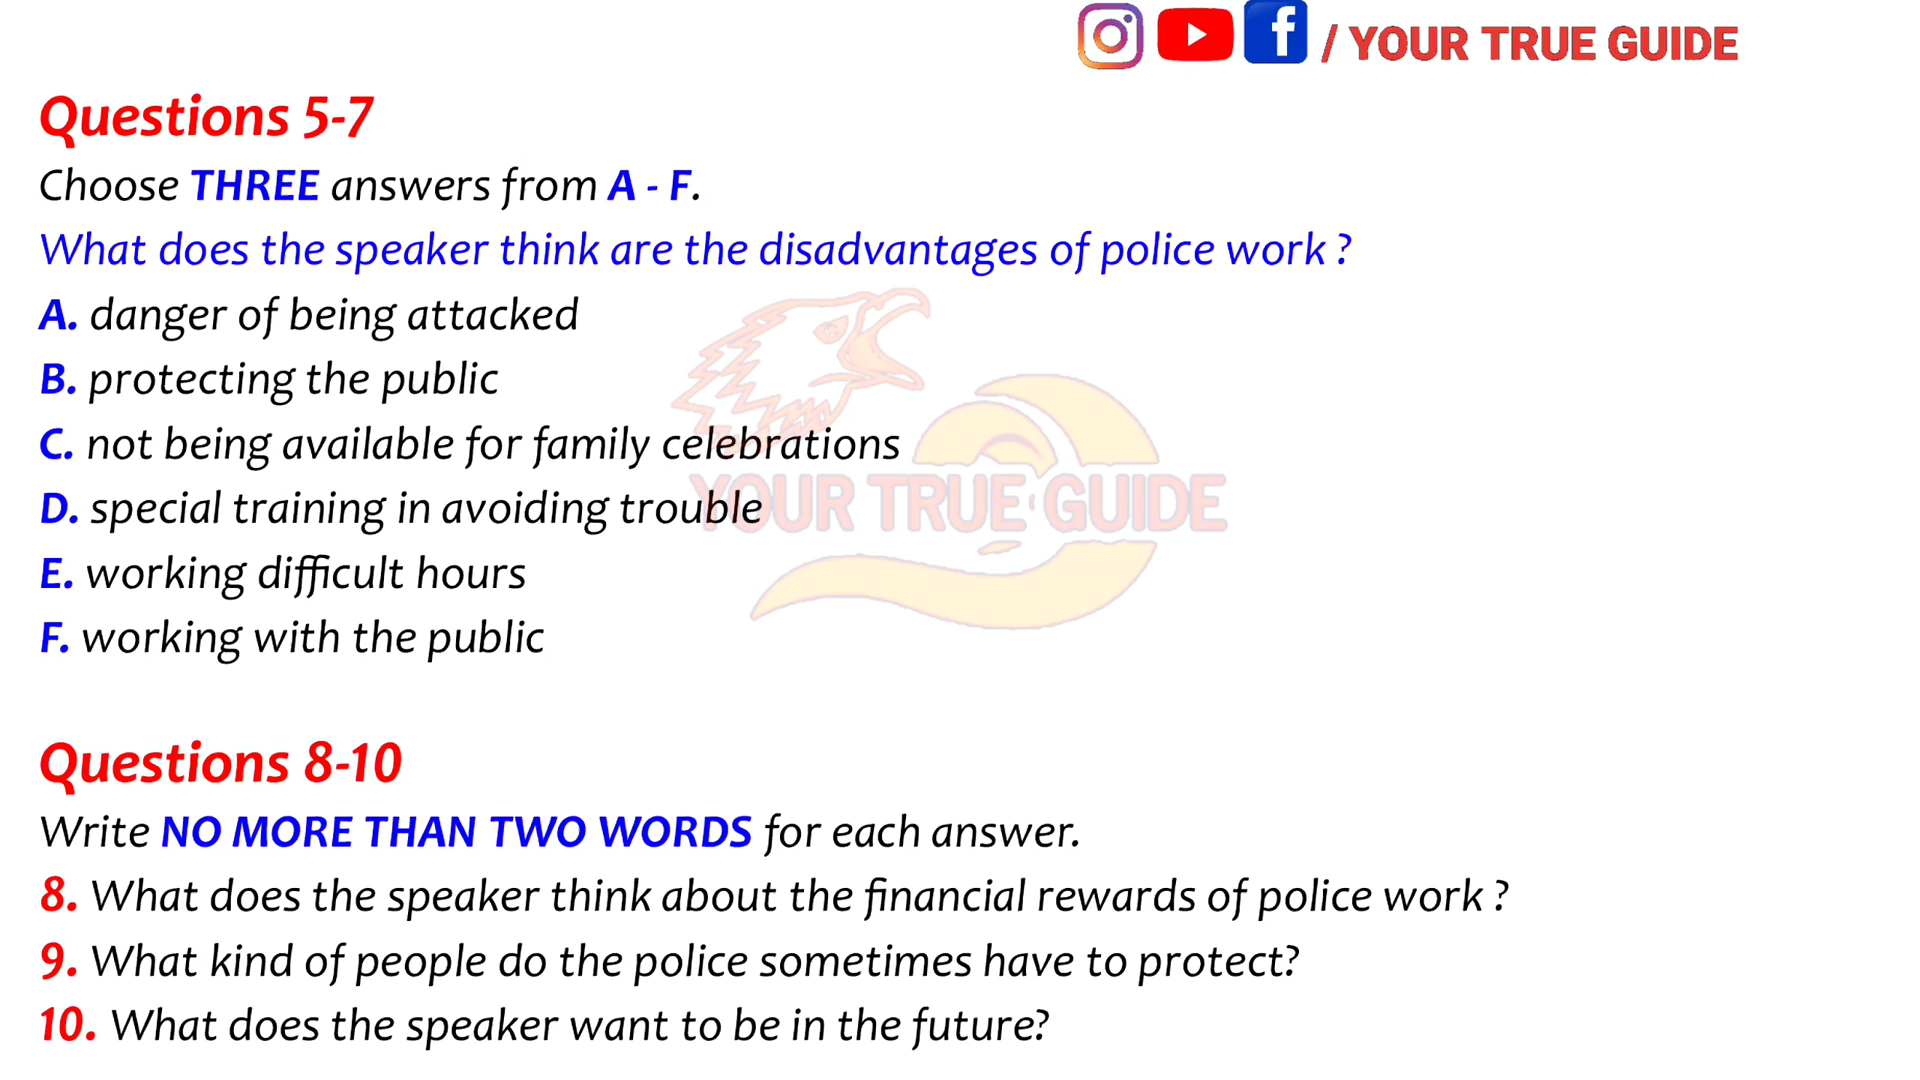 / YOUR TRUE GUIDE
Questions 5-7
Choose THREE answers from A - F.
What does the speaker think are the disadvantages of police work ?
A. danger of being attacked
B. protecting the public
C. not being available for family celebrations
D. special training in avoiding trouble
YOUR TRUE GUIDE
E. working difficult hours
F. working with the public
Questions 8-10
Write NO MORE THAN TWO WORDS for each answer.
8. What does the speaker think about the financial rewards of police work ?
9. What kind of people do the police sometimes have to protect?
10. What does the speaker want to be in the future?